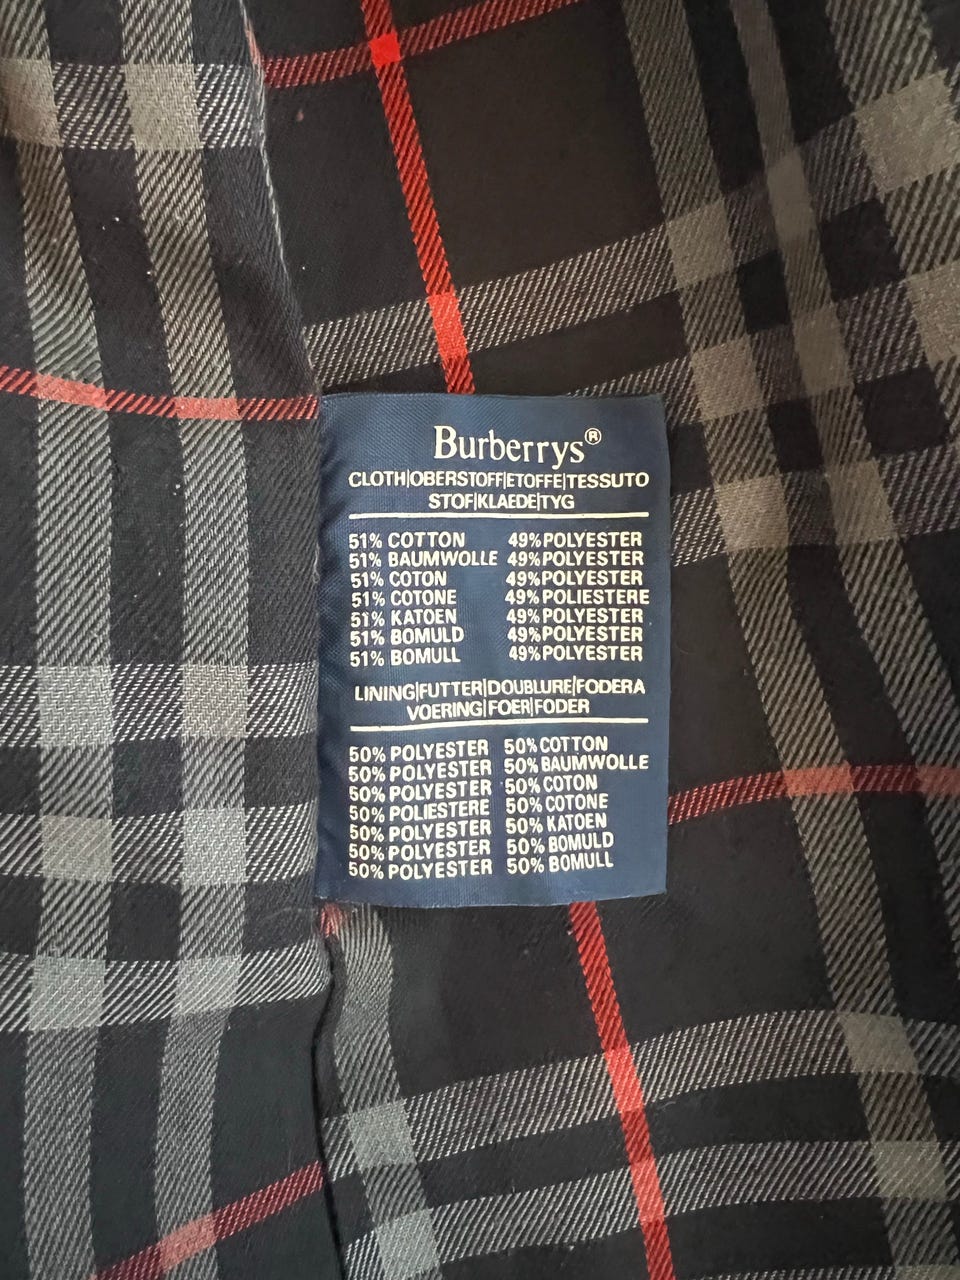 Burberrys®
CLOTH|OBERSTOFF|ETOFFE|TESSUTO
STOF|KLAEDE|TYG
51% COTTON 49% POLYESTER
51% BAUMWOLLE 49% POLYESTER
51% COTON 49% POLYESTER
51% COTONE 49% POLIESTERE
51% KATOEN 49% POLYESTER
51% BOMULD 49% POLYESTER
51% BOMULL 49% POLYESTER
LINING|FUTTER|DOUBLURE|FODERA
VOERING|FOER|FODER
50% POLYESTER 50% COTTON
50% POLYESTER 50% BAUMWOLLE
50% POLYESTER 50% COTON
50% POLIESTERE 50% COTONE
50% POLYESTER 50% KATOEN
50% POLYESTER 50% BOMULD
50% POLYESTER 50% BOMULL